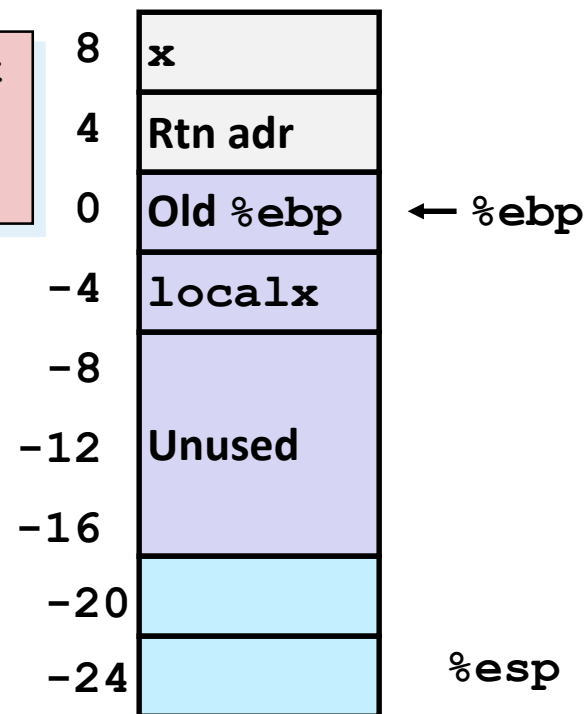 8 x
4 Rtn adr
0 Old %ebp ← %ebp
-4 localx
-8
-12 Unused
-16
-20
-24 %esp